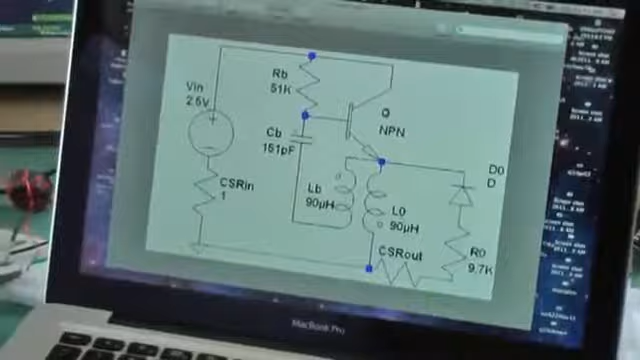 Vin
2.5V
Rb
51K
Q
NPN
Cb
151pF
CSRin
1
Lb
90µH
L0
90µH
D0
D
CSRout
R0
9.7K
MacBook Pro